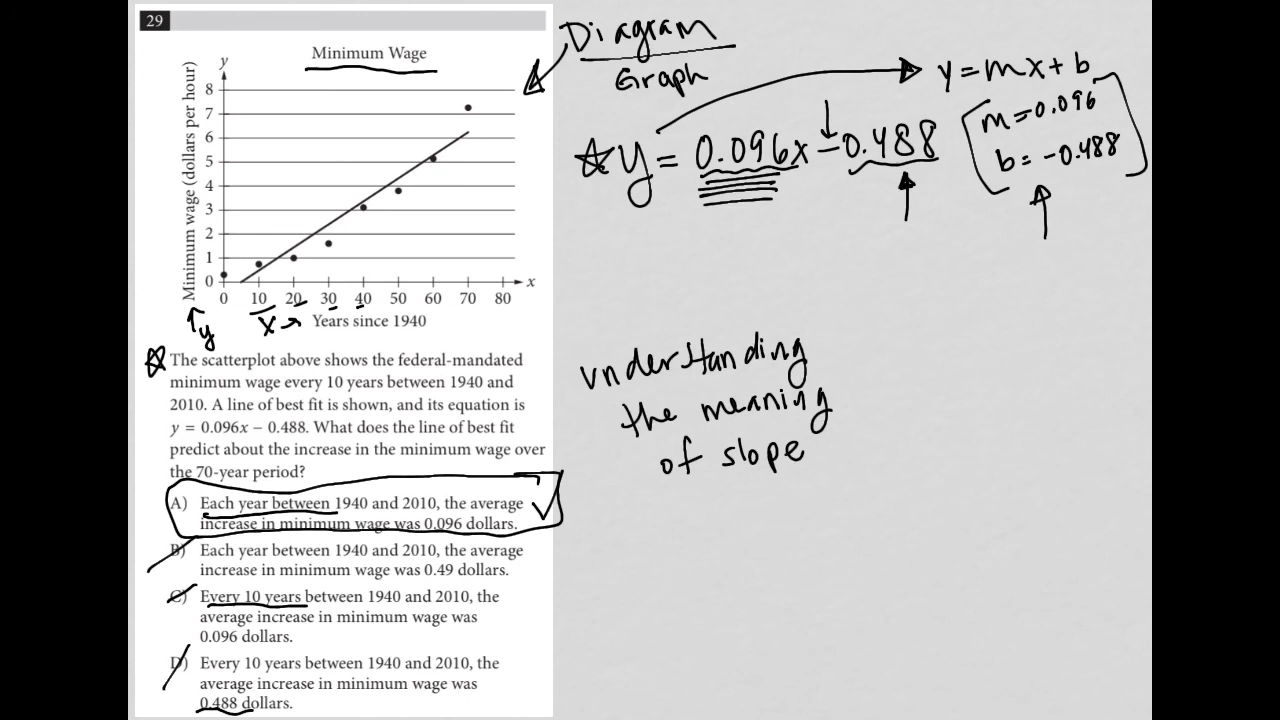 29
Minimum Wage
y
Minimum wage (dollars per hour)
8
7
6
5
4
3
2
1
0
0 10 20 30 40 50 60 70 80
x
Years since 1940
y
x
The scatterplot above shows the federal-mandated
minimum wage every 10 years between 1940 and
2010. A line of best fit is shown, and its equation is
y = 0.096x − 0.488. What does the line of best fit
predict about the increase in the minimum wage over
the 70-year period?
A) Each year between 1940 and 2010, the average
increase in minimum wage was 0.096 dollars.
B) Each year between 1940 and 2010, the average
increase in minimum wage was 0.49 dollars.
C) Every 10 years between 1940 and 2010, the
average increase in minimum wage was
0.096 dollars.
D) Every 10 years between 1940 and 2010, the
average increase in minimum wage was
0.488 dollars.
Diagram
Graph
y = 0.096x − 0.488
y = mx + b
m = 0.096
b = −0.488
understanding
the meaning
of slope